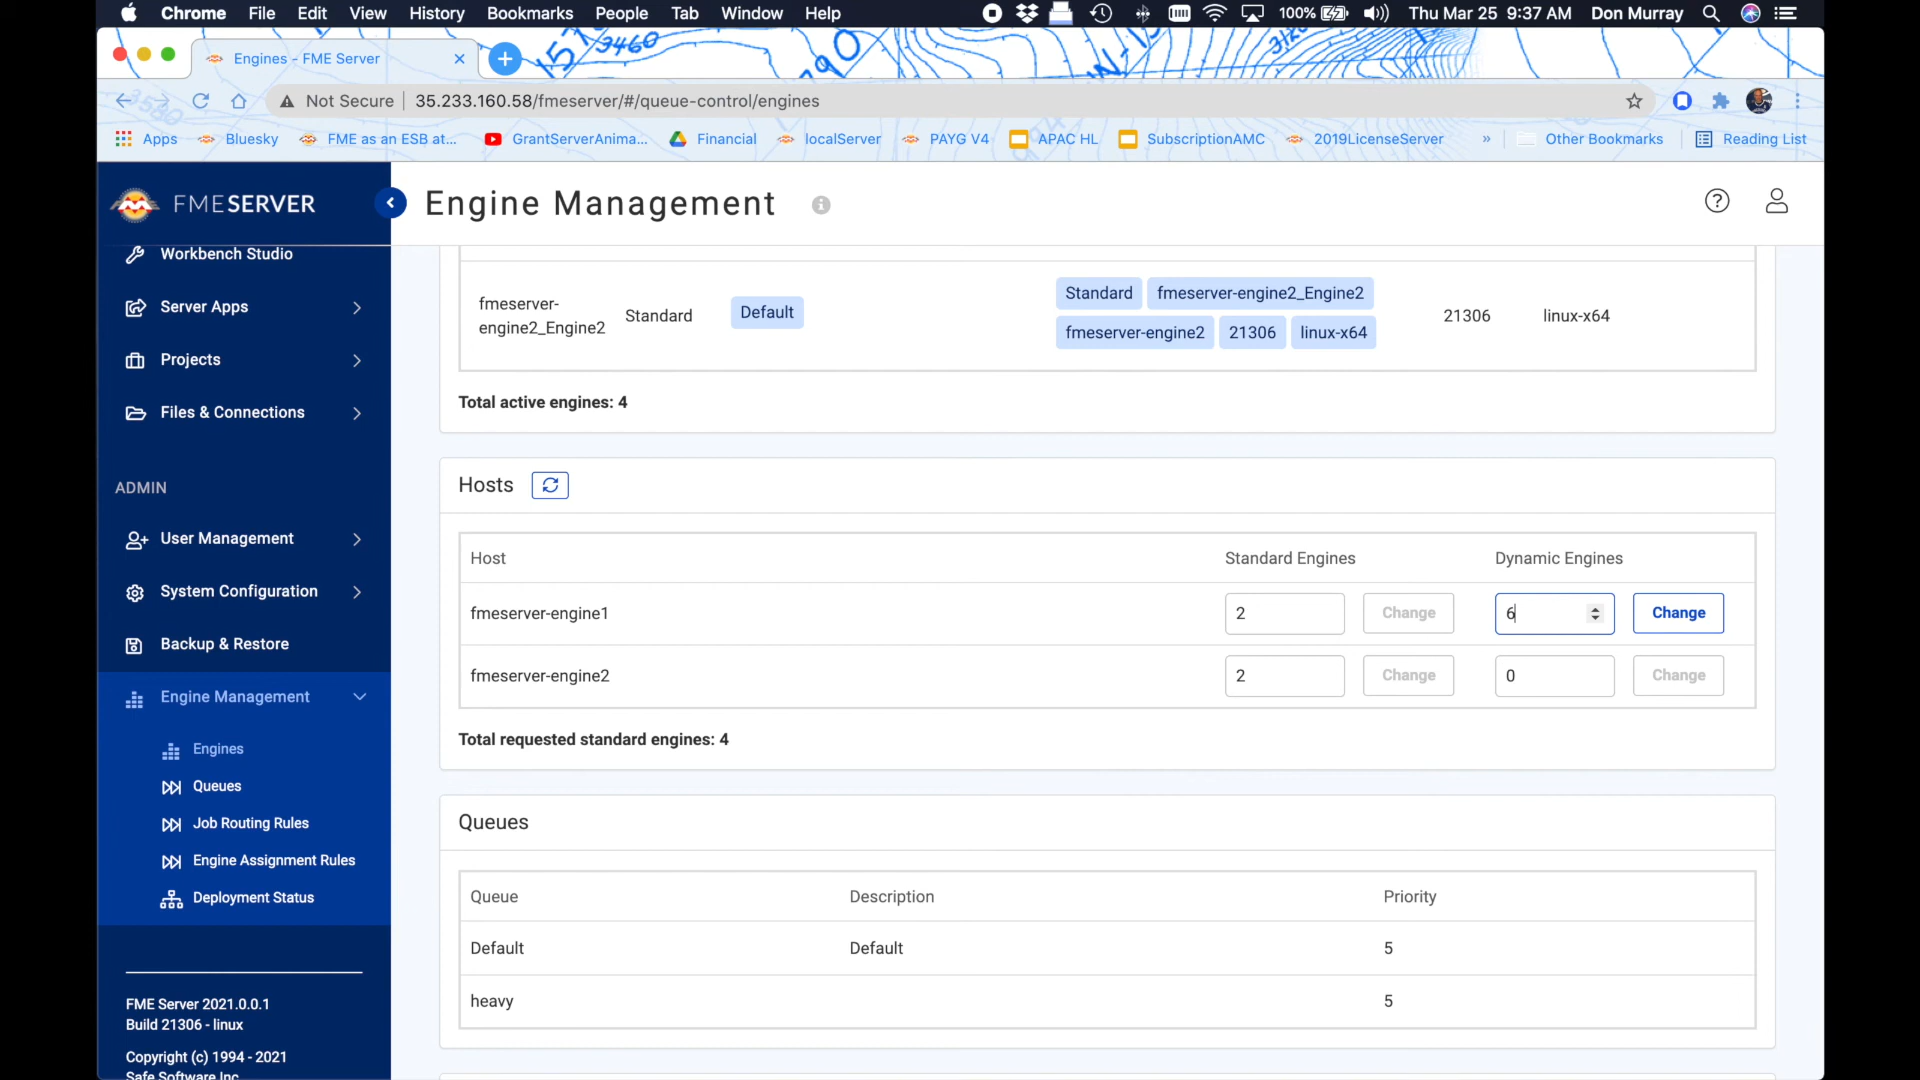 Chrome File Edit View History Bookmarks People Tab Window Help 100% Thu Mar 25 9:37 AM Don Murray
Engines - FME Server
3460
Not Secure 35.233.160.58/fmeserver/#/queue-control/engines
Apps Bluesky FME as an ESB at... GrantServerAnima... Financial localServer PAYG V4 APAC HL SubscriptionAMC 2019LicenseServer » Other Bookmarks Reading List
FMESERVER
Engine Management
Workbench Studio
Server Apps
Projects
Files & Connections
ADMIN
User Management
System Configuration
Backup & Restore
Engine Management
Engines
Queues
Job Routing Rules
Engine Assignment Rules
Deployment Status
FME Server 2021.0.0.1
Build 21306 - linux
Copyright (c) 1994 - 2021
Safe Software Inc.
fmeserver-
engine2_Engine2
Standard
Default
Standard fmeserver-engine2_Engine2
fmeserver-engine2 21306 linux-x64
21306
linux-x64
Total active engines: 4
Hosts
Host Standard Engines Dynamic Engines
fmeserver-engine1 2 Change 6 Change
fmeserver-engine2 2 Change 0 Change
Total requested standard engines: 4
Queues
Queue Description Priority
Default Default 5
heavy 5